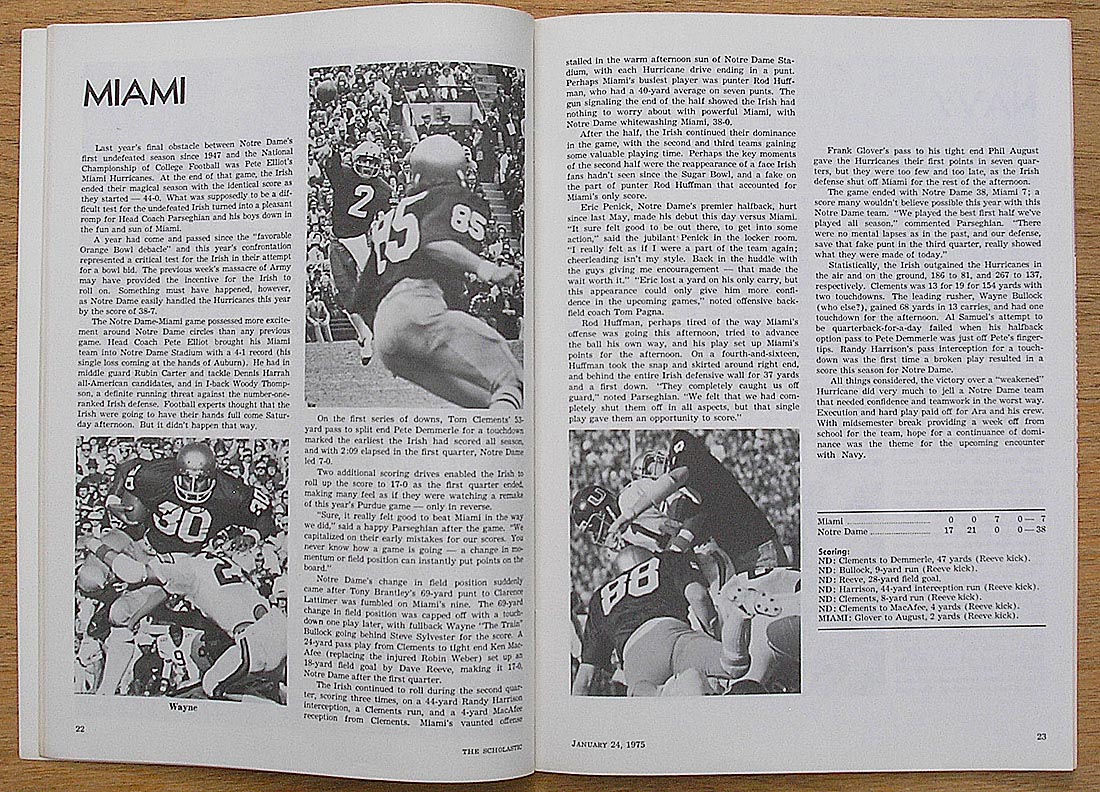 MIAMI
Last year's final obstacle between Notre Dame's
first undefeated season since 1947 and the National
Championship of College Football was Pete Elliot's
Miami Hurricanes. At the end of that game, the Irish
ended their magical season with the identical score as
they started — 44-0. What was supposedly to be a dif-
ficult test for the undefeated Irish turned into a pleasant
romp for Head Coach Parseghian and his boys down in
the fun and sun of Miami.
A year had come and passed since the "favorable
Orange Bowl debacle" and this year's confrontation
represented a critical test for the Irish in their attempt
for a bowl bid. The previous week's massacre of Army
may have provided the incentive for the Irish to
roll on. Something must have happened, however,
as Notre Dame easily handled the Hurricanes this year
by the score of 38-7.
The Notre Dame-Miami game possessed more excite-
ment around Notre Dame circles than any previous
game. Head Coach Pete Elliot brought his Miami
team into Notre Dame Stadium with a 4-1 record (his
single loss coming at the hands of Auburn). He had in
middle guard Rubin Carter and tackle Dennis Harrah
all-American candidates, and in I-back Woody Thomp-
son, a definite running threat against the number-one-
ranked Irish defense. Football experts thought that the
Irish were going to have their hands full come Satur-
day afternoon. But it didn't happen that way.
30
30
Wayne
22
2
85
85
On the first series of downs, Tom Clements' 53-
yard pass to split end Pete Demmerle for a touchdown
marked the earliest the Irish had scored all season,
and with 2:09 elapsed in the first quarter, Notre Dame
led 7-0.
Two additional scoring drives enabled the Irish to
roll up the score to 17-0 as the first quarter ended,
making many feel as if they were watching a remake
of this year's Purdue game — only in reverse.
"Sure, it really felt good to beat Miami in the way
we did," said a happy Parseghian after the game. "We
capitalized on their early mistakes for our scores. You
never know how a game is going — a change in mo-
mentum or field position can instantly put points on the
board."
Notre Dame's change in field position suddenly
came after Tony Brantley's 69-yard punt to Clarence
Lattimer was fumbled on Miami's nine. The 69-yard
change in field position was capped off with a touch-
down one play later, with fullback Wayne "The Train"
Bullock going behind Steve Sylvester for the score. A
24-yard pass play from Clements to tight end Ken Mac-
Afee (replacing the injured Robin Weber) set up an
18-yard field goal by Dave Reeve, making it 17-0,
Notre Dame after the first quarter.
The Irish continued to roll during the second quar-
ter, scoring three times, on a 44-yard Randy Harrison
interception, a Clements run, and a 4-yard MacAfee
reception from Clements. Miami's vaunted offense
THE SCHOLASTIC
stalled in the warm afternoon sun of Notre Dame Sta-
dium, with each Hurricane drive ending in a punt.
Perhaps Miami's busiest player was punter Rod Huff-
man, who had a 40-yard average on seven punts. The
gun signaling the end of the half showed the Irish had
nothing to worry about with powerful Miami, with
Notre Dame whitewashing Miami, 38-0.
After the half, the Irish continued their dominance
in the game, with the second and third teams gaining
some valuable playing time. Perhaps the key moments
of the second half were the reappearance of a face Irish
fans hadn't seen since the Sugar Bowl, and a fake on
the part of punter Rod Huffman that accounted for
Miami's only score.
Eric Penick, Notre Dame's premier halfback, hurt
since last May, made his debut this day versus Miami.
"It sure felt good to be out there, to get into some
action," said the jubilant Penick in the locker room.
"I really felt as if I were a part of the team again;
cheerleading isn't my style. Back in the huddle with
the guys giving me encouragement — that made the
wait worth it." "Eric lost a yard on his only carry, but
this appearance could only give him more confi-
dence in the upcoming games," noted offensive back-
field coach Tom Pagna.
Rod Huffman, perhaps tired of the way Miami's
offense was going this afternoon, tried to advance
the ball his own way, and his play set up Miami's
points for the afternoon. On a fourth-and-sixteen,
Huffman took the snap and skirted around right end,
and behind the entire Irish defensive wall for 37 yards
and a first down. "They completely caught us off
guard," noted Parseghian. "We felt that we had com-
pletely shut them off in all aspects, but that single
play gave them an opportunity to score."
U
88
JANUARY 24, 1975
Frank Glover's pass to his tight end Phil August
gave the Hurricanes their first points in seven quar-
ters, but they were too few and too late, as the Irish
defense shut off Miami for the rest of the afternoon.
The game ended with Notre Dame 38, Miami 7; a
score many wouldn't believe possible this year with this
Notre Dame team. "We played the best first half we've
played all season," commented Parseghian. "There
were no mental lapses as in the past, and our defense,
save that fake punt in the third quarter, really showed
what they were made of today."
Statistically, the Irish outgained the Hurricanes in
the air and on the ground, 186 to 81, and 267 to 137,
respectively. Clements was 13 for 19 for 154 yards with
two touchdowns. The leading rusher, Wayne Bullock
(who else?), gained 68 yards in 13 carries, and had one
touchdown for the afternoon. Al Samuel's attempt to
be quarterback-for-a-day failed when his halfback
option pass to Pete Demmerle was just off Pete's finger-
tips. Randy Harrison's pass interception for a touch-
down was the first time a broken play resulted in a
score this season for Notre Dame.
All things considered, the victory over a "weakened"
Hurricane did very much to tell a Notre Dame team
that needed confidence and teamwork in the worst way.
Execution and hard play paid off for Ara and his crew.
With midsemester break providing a week off from
school for the team, hope for a continuance of domi-
nance was the theme for the upcoming encounter
with Navy.
Miami 0 0 7 0— 7
Notre Dame 17 21 0 0—38
Scoring:
ND: Clements to Demmerle, 47 yards (Reeve kick).
ND: Bullock, 9-yard run (Reeve kick).
ND: Reeve, 28-yard field goal.
ND: Harrison, 44-yard interception run (Reeve kick).
ND: Clements, 8-yard run (Reeve kick).
ND: Clements to MacAfee, 4 yards (Reeve kick).
MIAMI: Glover to August, 2 yards (Reeve kick).
23